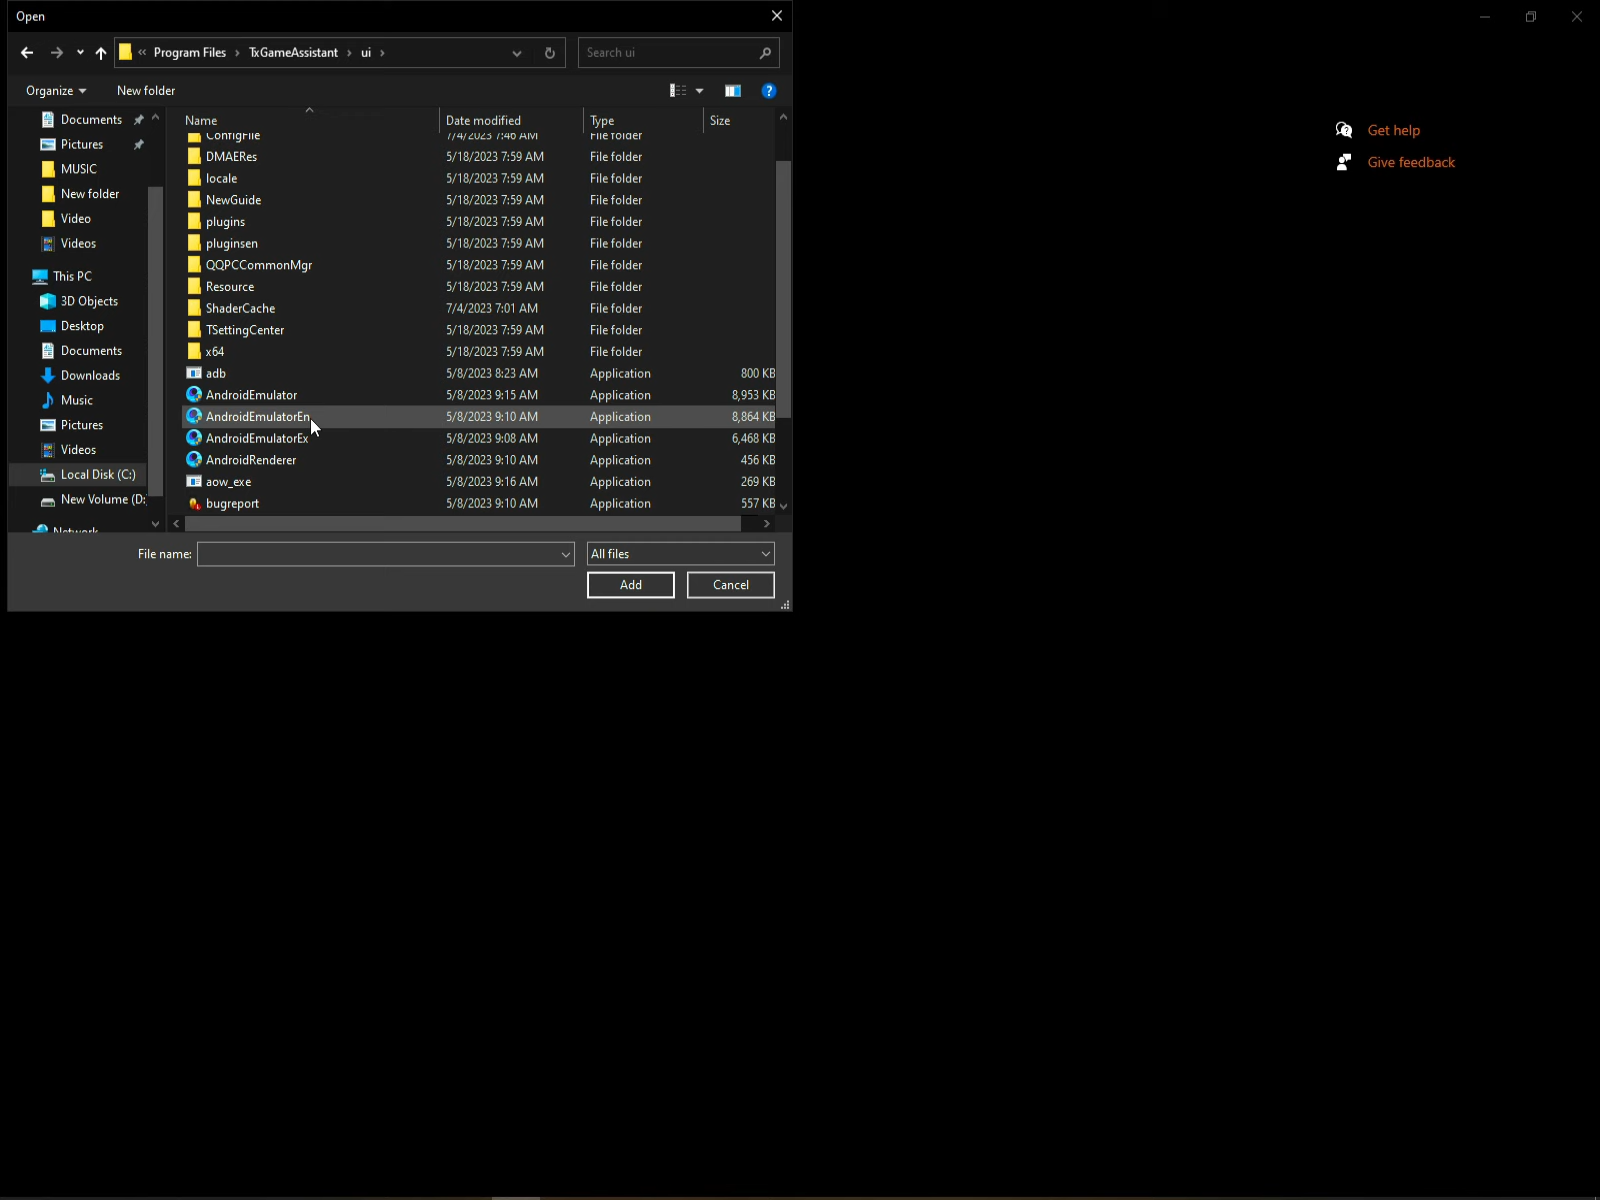 Open
« Program Files > TxGameAssistant > ui >
Search ui
Organize
New folder
Get help
Give feedback
Documents
Pictures
MUSIC
New folder
Video
Videos
This PC
3D Objects
Desktop
Documents
Downloads
Music
Pictures
Videos
Local Disk (C:)
New Volume (D:
Network
Name Date modified Type Size
ConfigFile 7/4/2023 7:46 AM File folder
DMAERes 5/18/2023 7:59 AM File folder
locale 5/18/2023 7:59 AM File folder
NewGuide 5/18/2023 7:59 AM File folder
plugins 5/18/2023 7:59 AM File folder
pluginsen 5/18/2023 7:59 AM File folder
QQPCCommonMgr 5/18/2023 7:59 AM File folder
Resource 5/18/2023 7:59 AM File folder
ShaderCache 7/4/2023 7:01 AM File folder
TSettingCenter 5/18/2023 7:59 AM File folder
x64 5/18/2023 7:59 AM File folder
adb 5/8/2023 8:23 AM Application 800 KB
AndroidEmulator 5/8/2023 9:15 AM Application 8,953 KB
AndroidEmulatorEn 5/8/2023 9:10 AM Application 8,864 KB
AndroidEmulatorEx 5/8/2023 9:08 AM Application 6,468 KB
AndroidRenderer 5/8/2023 9:10 AM Application 456 KB
aow_exe 5/8/2023 9:16 AM Application 269 KB
bugreport 5/8/2023 9:10 AM Application 557 KB
File name:
All files
Add
Cancel